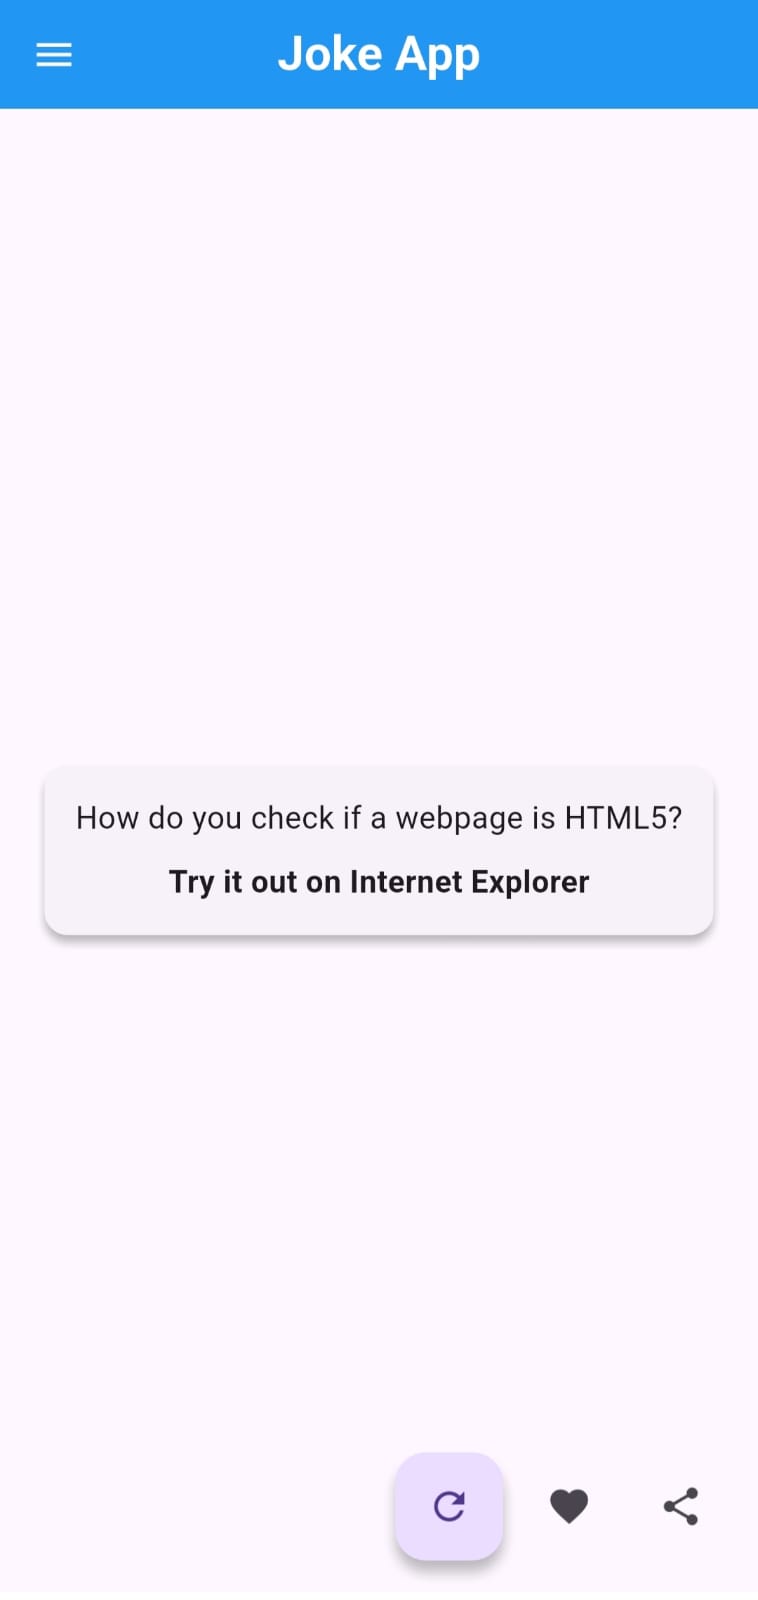 Joke App
How do you check if a webpage is HTML5?
Try it out on Internet Explorer